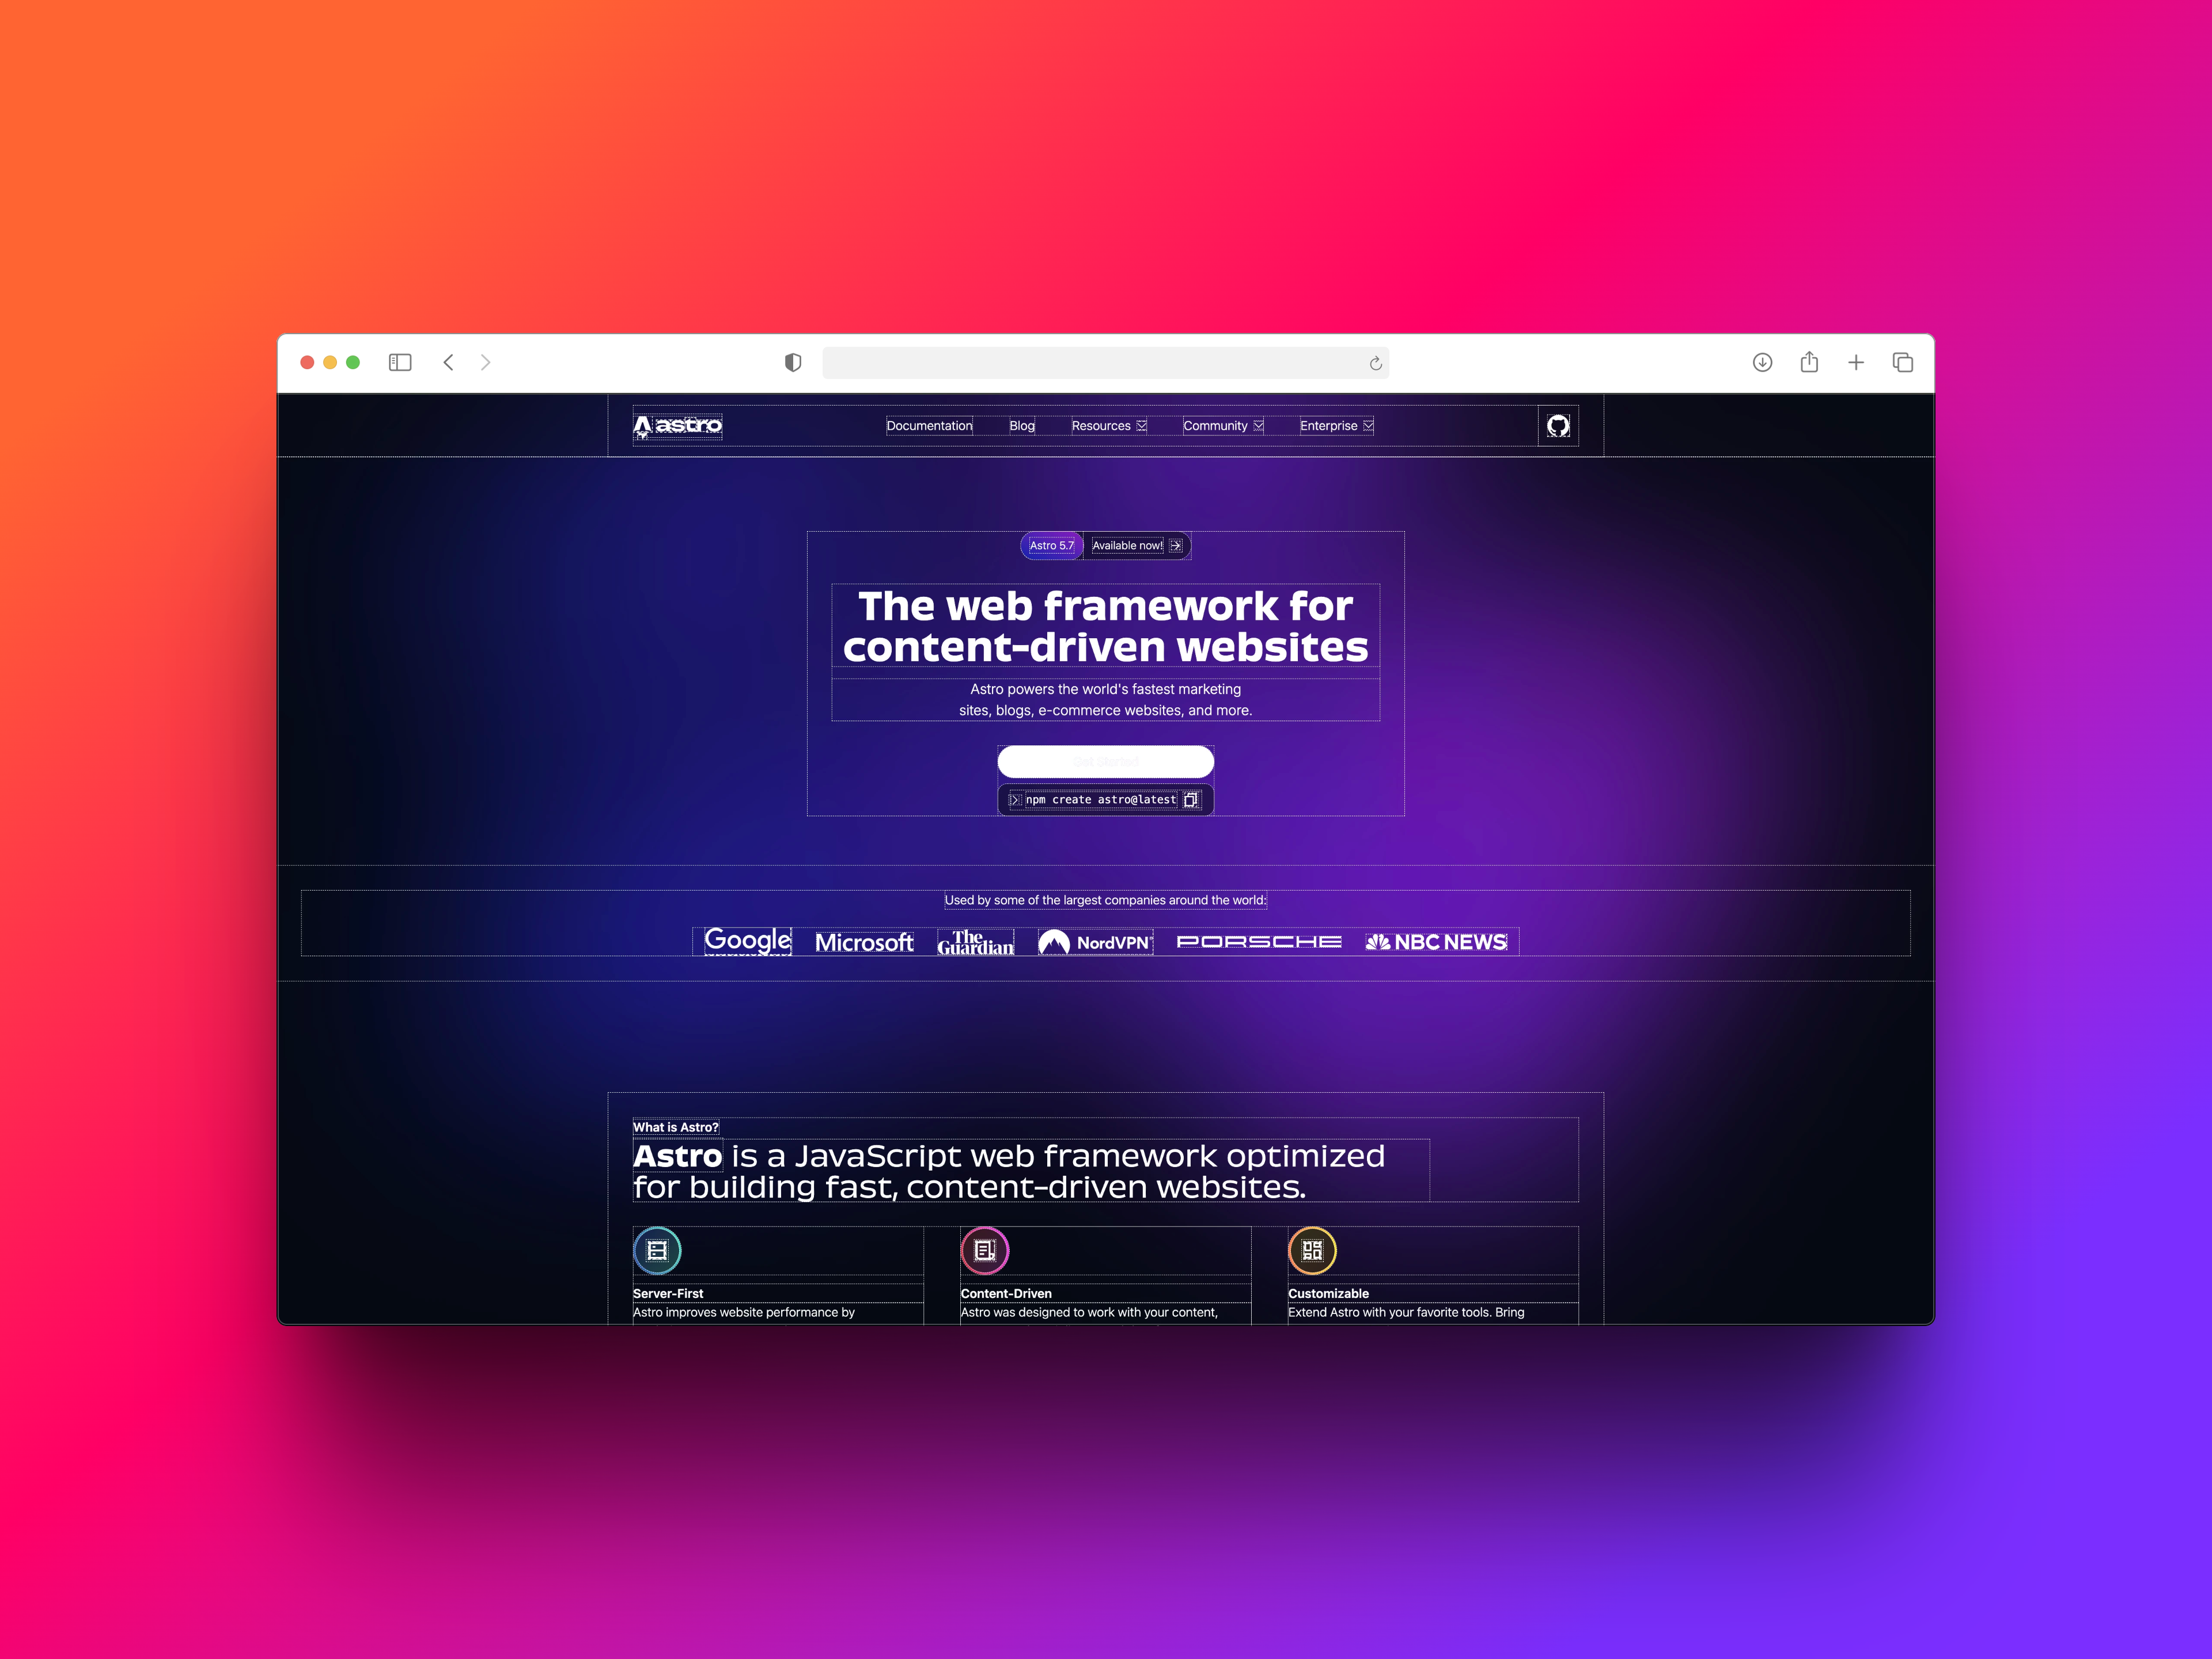 astro
Documentation Blog Resources Community Enterprise
Astro 5.7 Available now!
The web framework for
content-driven websites
Astro powers the world's fastest marketing
sites, blogs, e-commerce websites, and more.
Get Started
npm create astro@latest
Used by some of the largest companies around the world:
Google Microsoft The Guardian NordVPN PORSCHE NBC NEWS
What is Astro?
Astro is a JavaScript web framework optimized
for building fast, content-driven websites.
Server-First Content-Driven Customizable
Astro improves website performance by
Astro was designed to work with your content,
Extend Astro with your favorite tools. Bring